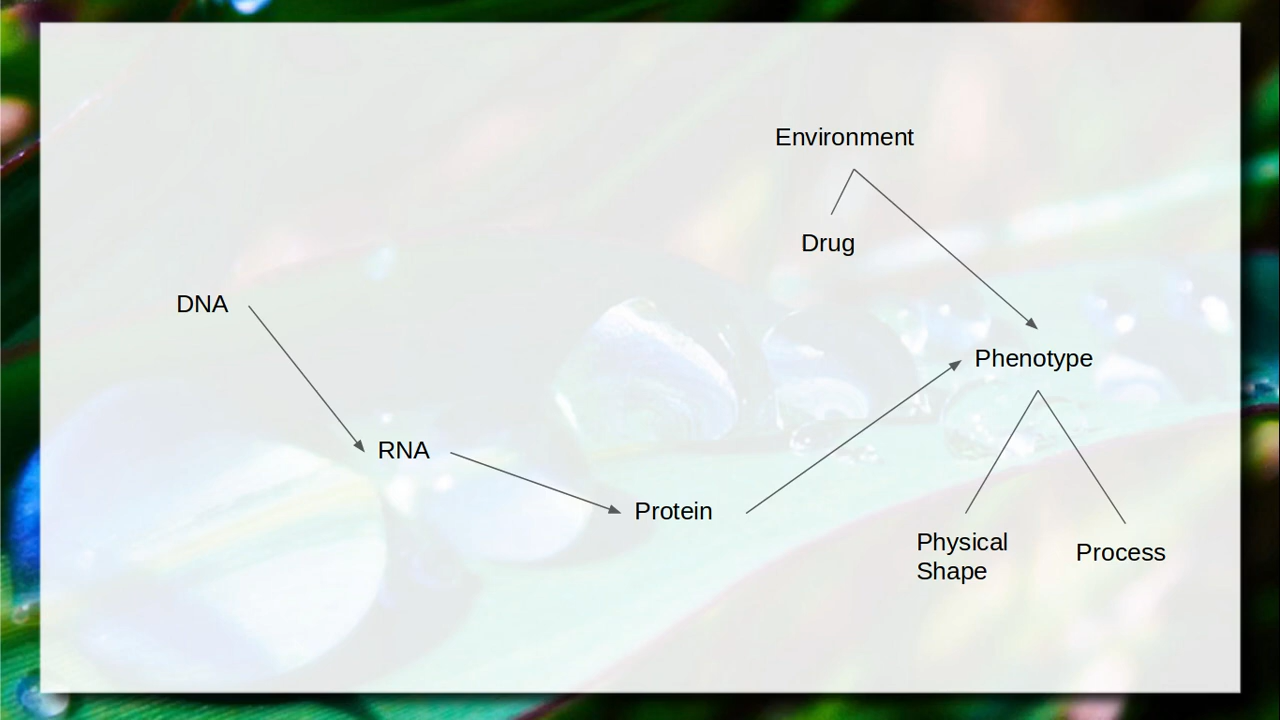 Environment
Drug
DNA
Phenotype
RNA
Protein
Physical
Shape
Process